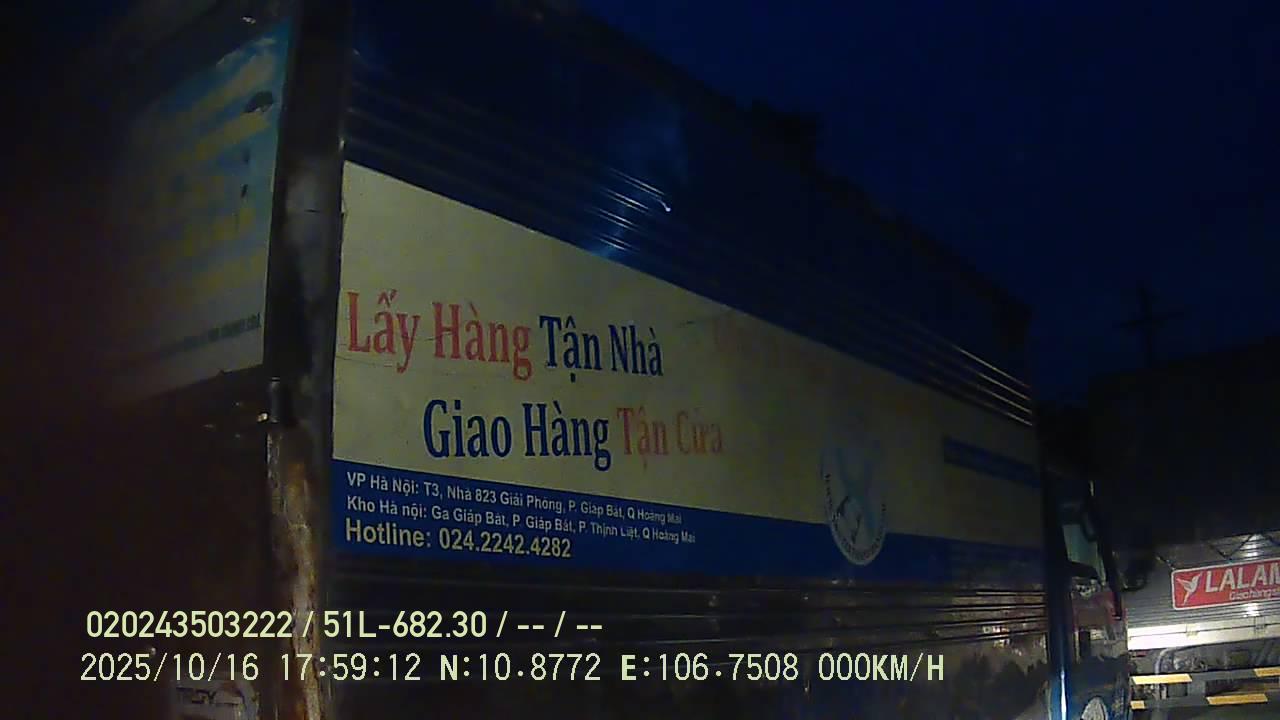 Lấy Hàng Tận Nhà
Giao Hàng Tận Cửa
VP Hà Nội: T3, Nhà 823 Giải Phóng, P. Giáp Bát, Q Hoàng Mai
Kho Hà nội: Ga Giáp Bát, P. Giáp Bát, P. Thịnh Liệt, Q Hoàng Mai
Hotline: 024.2242.4282
LALAM
020243503222 / 51L-682.30 / -- / --
2025/10/16 17:59:12 N:10.8772 E:106.7508 000KM/H